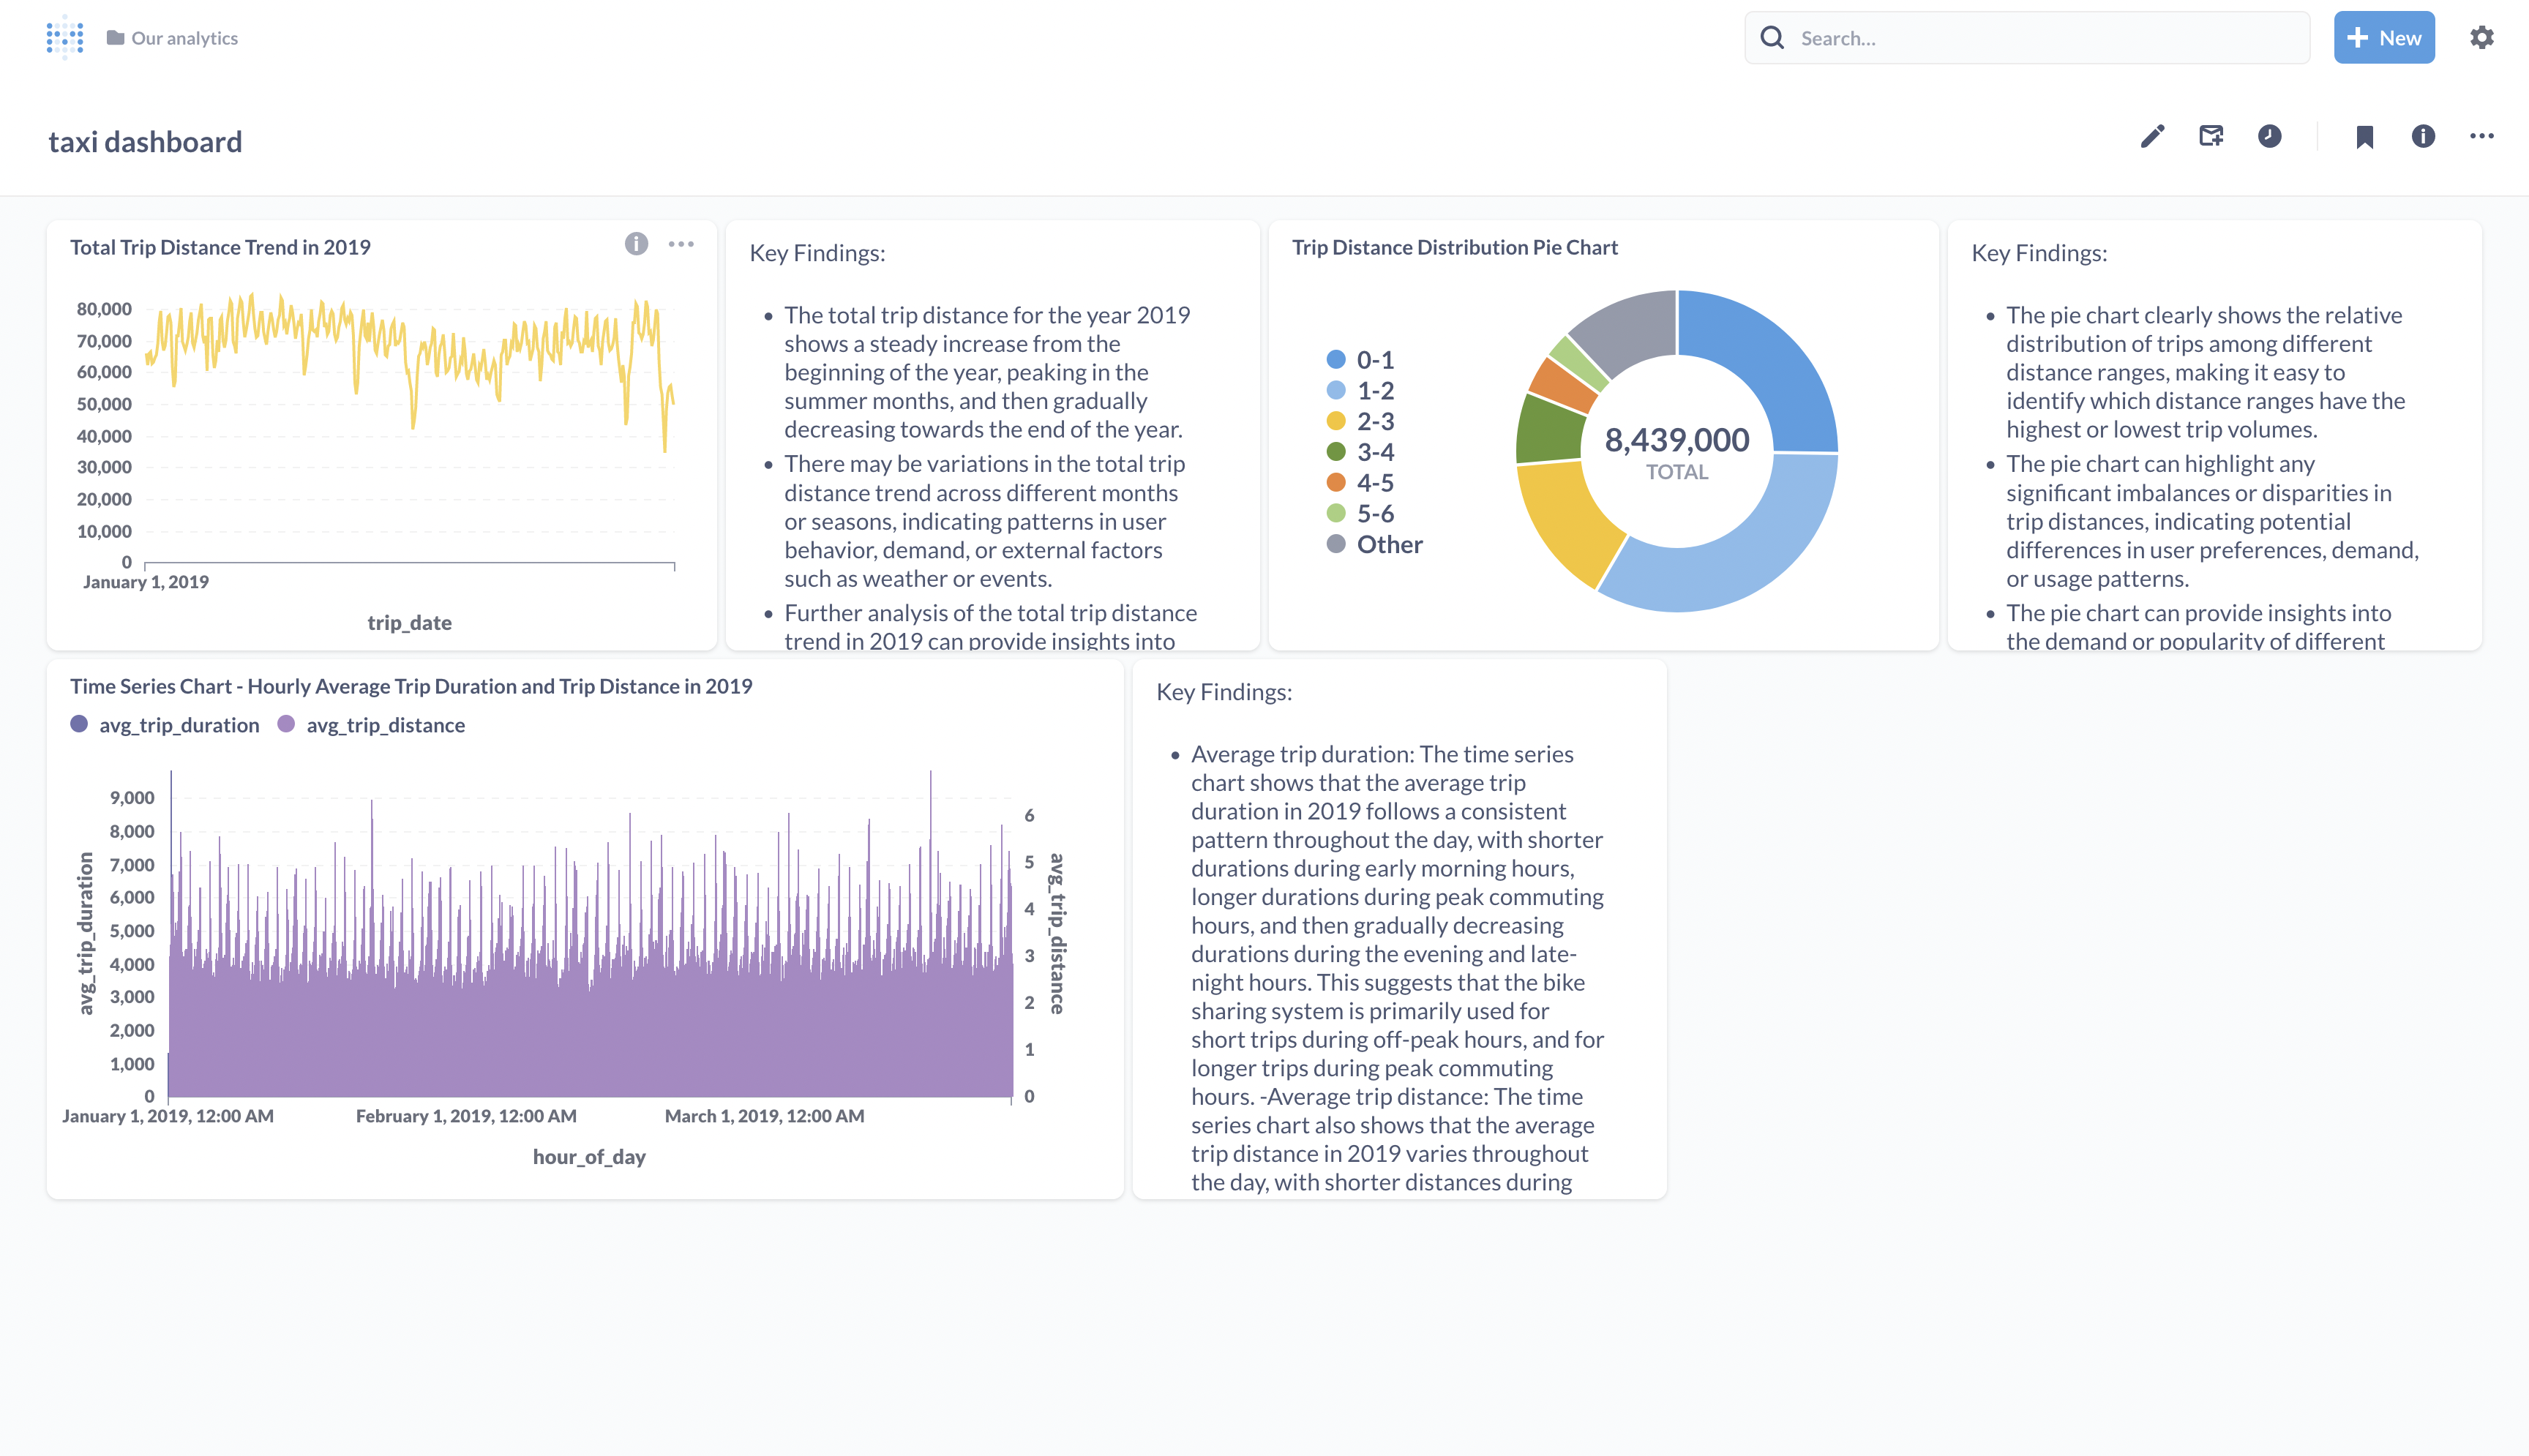 Our analytics
Search...
New
taxi dashboard
Total Trip Distance Trend in 2019
80,000
70,000
60,000
50,000
40,000
30,000
20,000
10,000
0
January 1, 2019
trip_date
Key Findings:
• The total trip distance for the year 2019
shows a steady increase from the
beginning of the year, peaking in the
summer months, and then gradually
decreasing towards the end of the year.
• There may be variations in the total trip
distance trend across different months
or seasons, indicating patterns in user
behavior, demand, or external factors
such as weather or events.
• Further analysis of the total trip distance
trend in 2019 can provide insights into
Trip Distance Distribution Pie Chart
0-1
1-2
2-3
3-4
4-5
5-6
Other
8,439,000
TOTAL
Key Findings:
• The pie chart clearly shows the relative
distribution of trips among different
distance ranges, making it easy to
identify which distance ranges have the
highest or lowest trip volumes.
• The pie chart can highlight any
significant imbalances or disparities in
trip distances, indicating potential
differences in user preferences, demand,
or usage patterns.
• The pie chart can provide insights into
the demand or popularity of different
Time Series Chart - Hourly Average Trip Duration and Trip Distance in 2019
avg_trip_duration
avg_trip_distance
avg_trip_duration
9,000
8,000
7,000
6,000
5,000
4,000
3,000
2,000
1,000
0
6
5
4
3
2
1
0
avg_trip_distance
January 1, 2019, 12:00 AM
February 1, 2019, 12:00 AM
March 1, 2019, 12:00 AM
hour_of_day
Key Findings:
• Average trip duration: The time series
chart shows that the average trip
duration in 2019 follows a consistent
pattern throughout the day, with shorter
durations during early morning hours,
longer durations during peak commuting
hours, and then gradually decreasing
durations during the evening and late-
night hours. This suggests that the bike
sharing system is primarily used for
short trips during off-peak hours, and for
longer trips during peak commuting
hours. -Average trip distance: The time
series chart also shows that the average
trip distance in 2019 varies throughout
the day, with shorter distances during